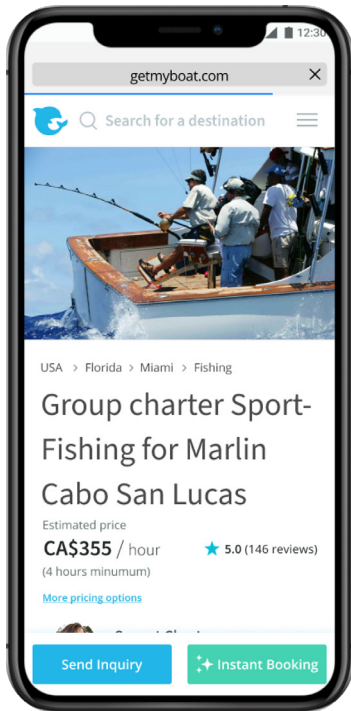 12:30
getmyboat.com
Search for a destination
USA > Florida > Miami > Fishing
Group charter Sport-
Fishing for Marlin
Cabo San Lucas
Estimated price
CA$355 / hour
5.0 (146 reviews)
(4 hours minumum)
More pricing options
Send Inquiry
Instant Booking